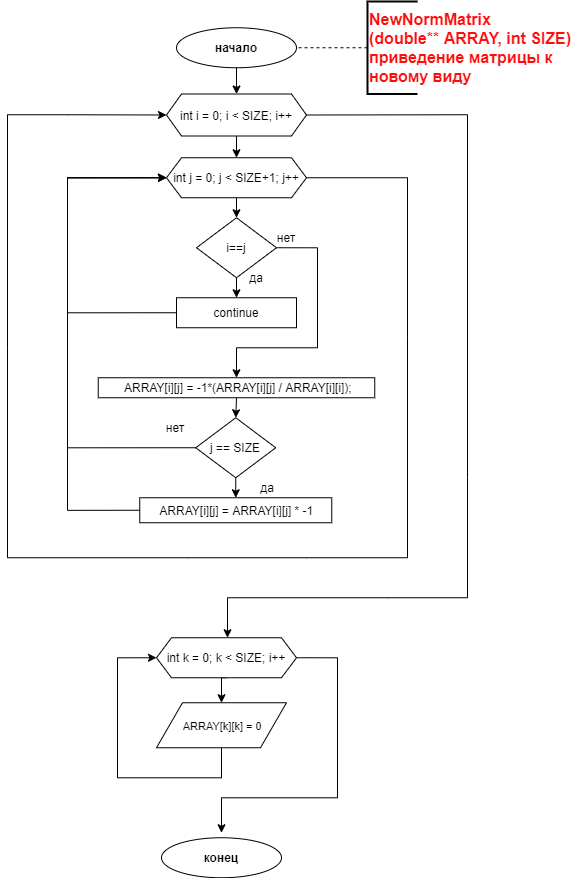 начало
NewNormMatrix
(double** ARRAY, int SIZE)
приведение матрицы к
новому виду
int i = 0; i < SIZE; i++
int j = 0; j < SIZE+1; j++
i==j
нет
да
continue
ARRAY[i][j] = -1*(ARRAY[i][j] / ARRAY[i][i]);
нет
j == SIZE
да
ARRAY[i][j] = ARRAY[i][j] * -1
int k = 0; k < SIZE; i++
ARRAY[k][k] = 0
конец